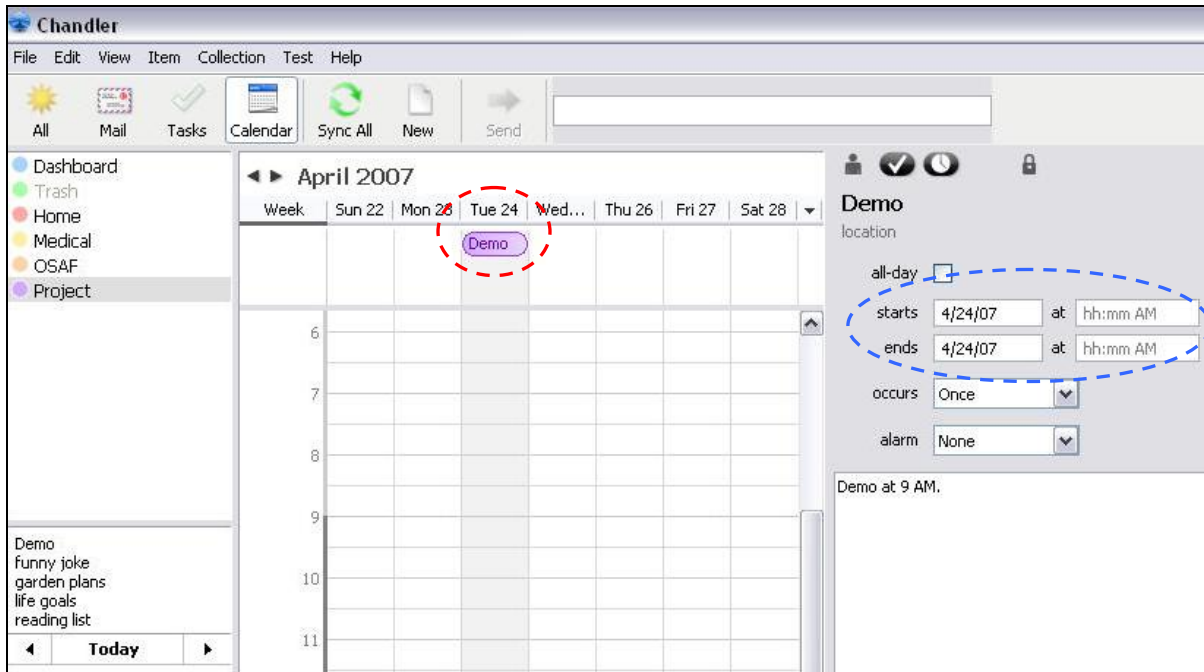 Chandler
File Edit View Item Collection Test Help
All Mail Tasks Calendar Sync All New Send
Dashboard
Trash
Home
Medical
OSAF
Project
April 2007
Week Sun 22 Mon 23 Tue 24 Wed... Thu 26 Fri 27 Sat 28
Demo
6
7
8
9
10
11
Demo
location
all-day
starts 4/24/07 at hh:mm AM
ends 4/24/07 at hh:mm AM
occurs Once
alarm None
Demo at 9 AM.
Demo
funny joke
garden plans
life goals
reading list
Today